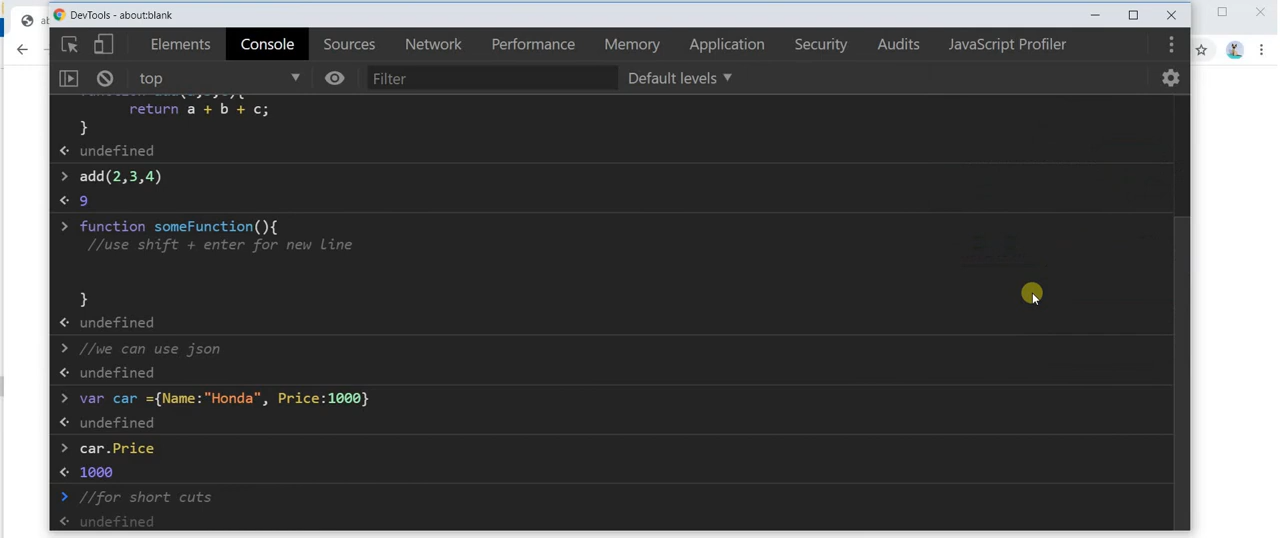 DevTools - about:blank
Elements Console Sources Network Performance Memory Application Security Audits JavaScript Profiler
top Filter Default levels
return a + b + c;
}
undefined
> add(2,3,4)
9
> function someFunction(){
//use shift + enter for new line
}
undefined
> //we can use json
undefined
> var car ={Name:"Honda", Price:1000}
undefined
> car.Price
1000
> //for short cuts
undefined